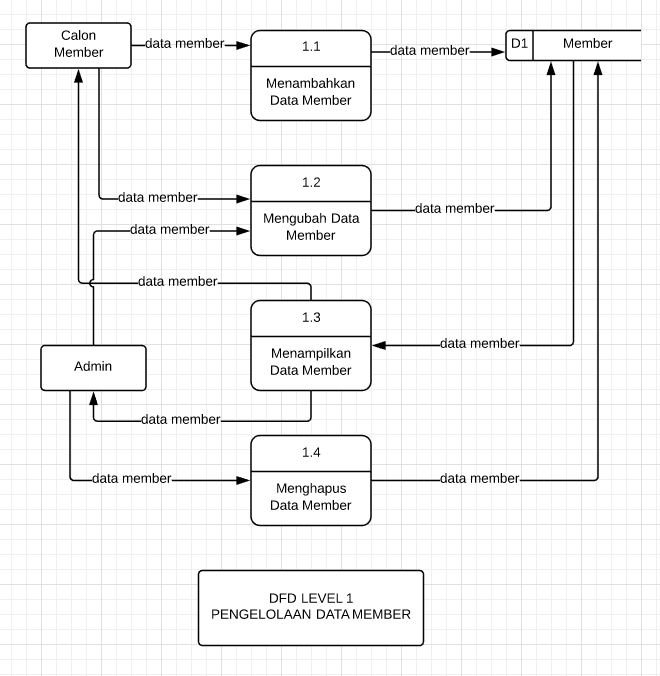 Calon
Member
data member
1.1
Menambahkan
Data Member
data member
D1
Member
data member
1.2
Mengubah Data
Member
data member
data member
data member
1.3
Menampilkan
Data Member
data member
Admin
data member
data member
1.4
Menghapus
Data Member
data member
DFD LEVEL 1
PENGELOLAAN DATA MEMBER